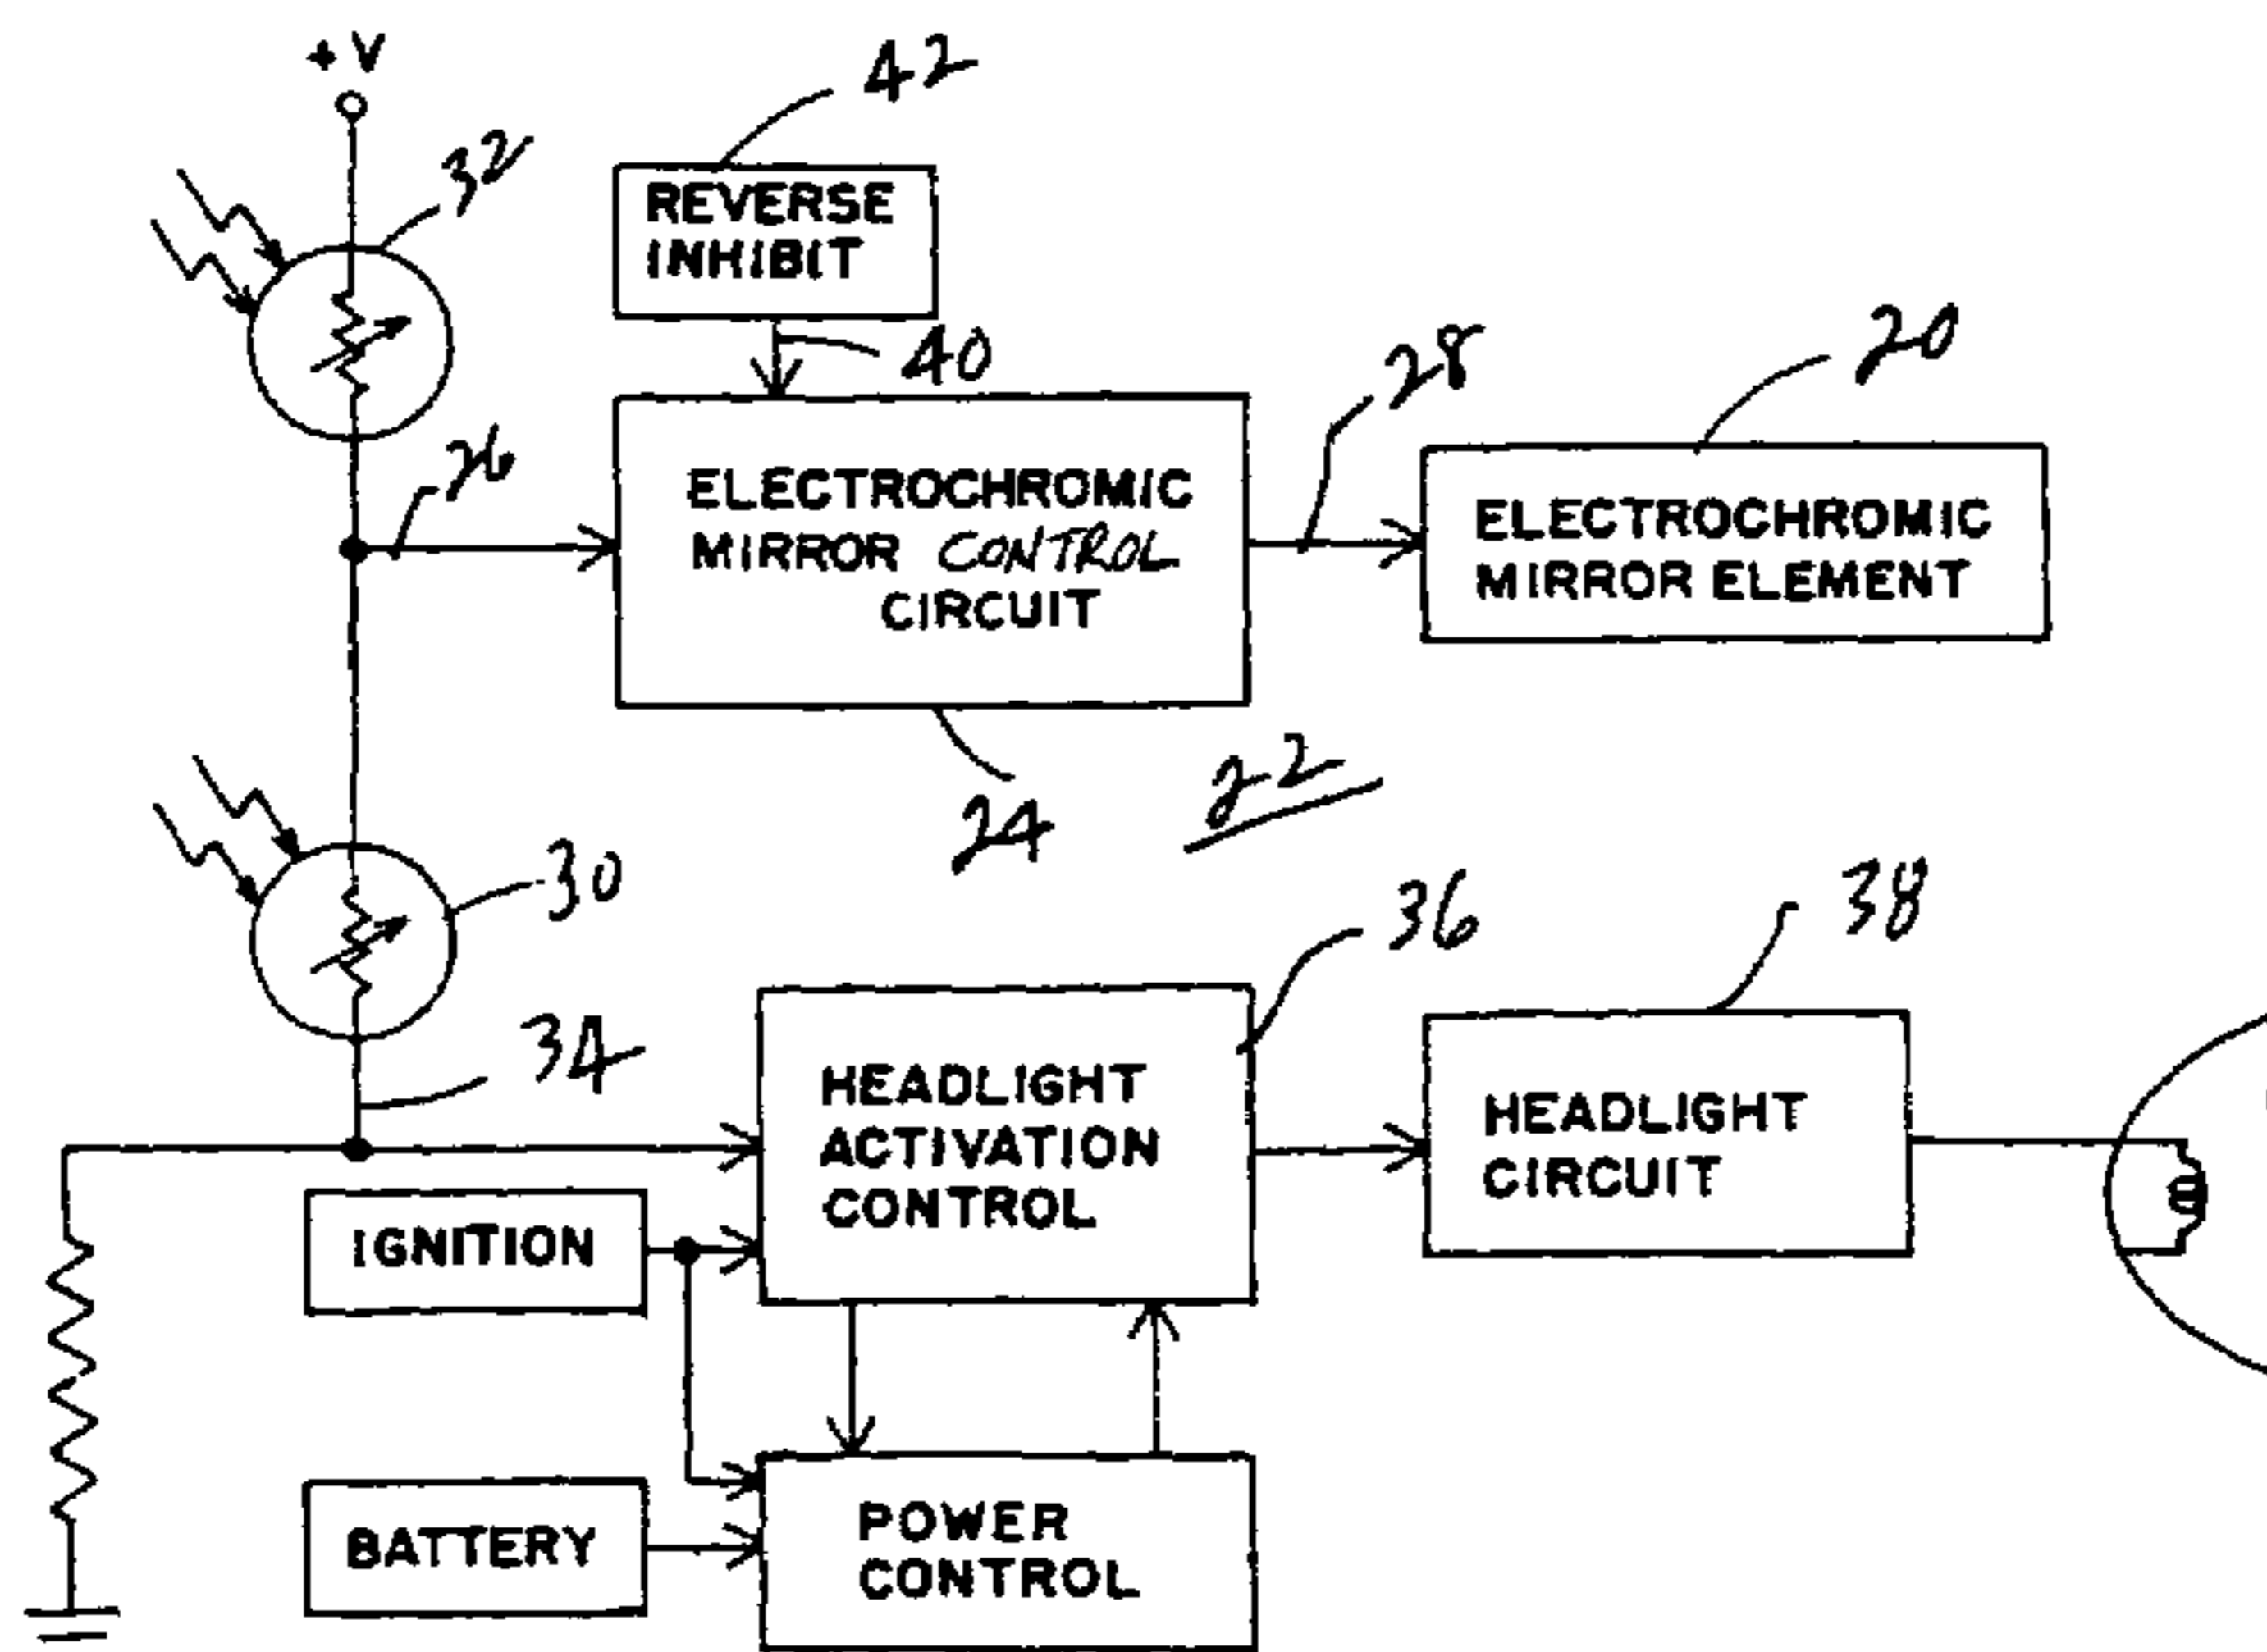 +V
42
32
REVERSE
INHIBIT
40
28
20
26
ELECTROCHROMIC
MIRROR CONTROL
CIRCUIT
ELECTROCHROMIC
MIRROR ELEMENT
24
22
30
36
38
34
HEADLIGHT
ACTIVATION
CONTROL
HEADLIGHT
CIRCUIT
IGNITION
BATTERY
POWER
CONTROL